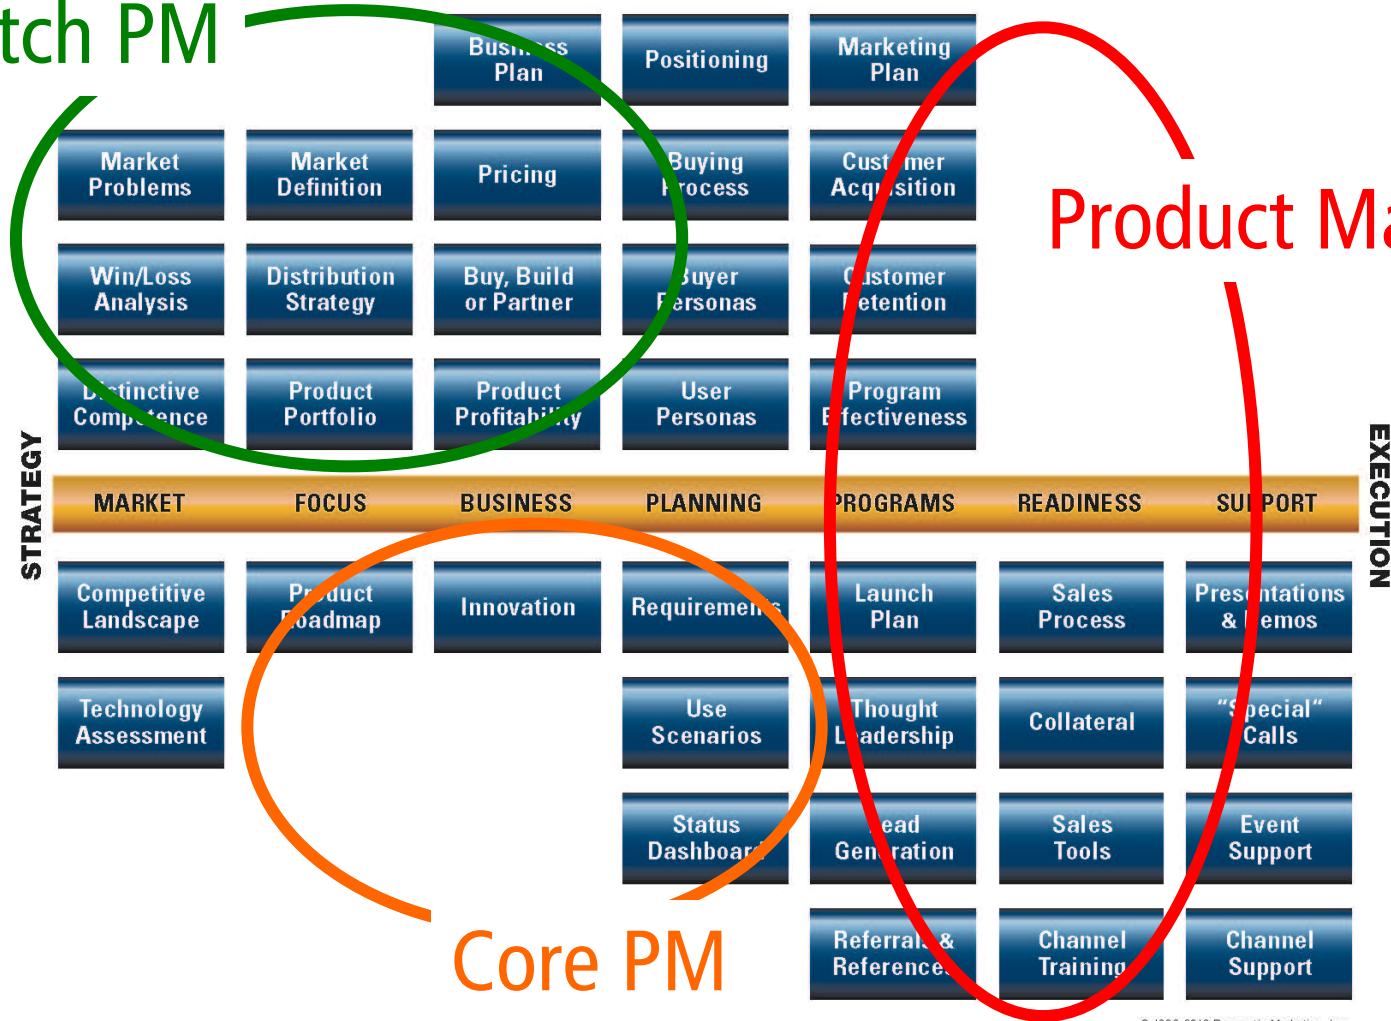 tch PM
Business
Plan
Positioning
Marketing
Plan
Market
Problems
Market
Definition
Pricing
Buying
Process
Customer
Acquisition
Product Ma
Win/Loss
Analysis
Distribution
Strategy
Buy, Build
or Partner
Buyer
Personas
Customer
Retention
Distinctive
Competence
Product
Portfolio
Product
Profitability
User
Personas
Program
Effectiveness
STRATEGY
MARKET
FOCUS
BUSINESS
PLANNING
PROGRAMS
READINESS
SUPPORT
EXECUTION
Competitive
Landscape
Product
Roadmap
Innovation
Requirements
Launch
Plan
Sales
Process
Presentations
& Demos
Technology
Assessment
Use
Scenarios
Thought
Leadership
Collateral
"Special"
Calls
Status
Dashboard
Lead
Generation
Sales
Tools
Event
Support
Core PM
Referrals &
References
Channel
Training
Channel
Support